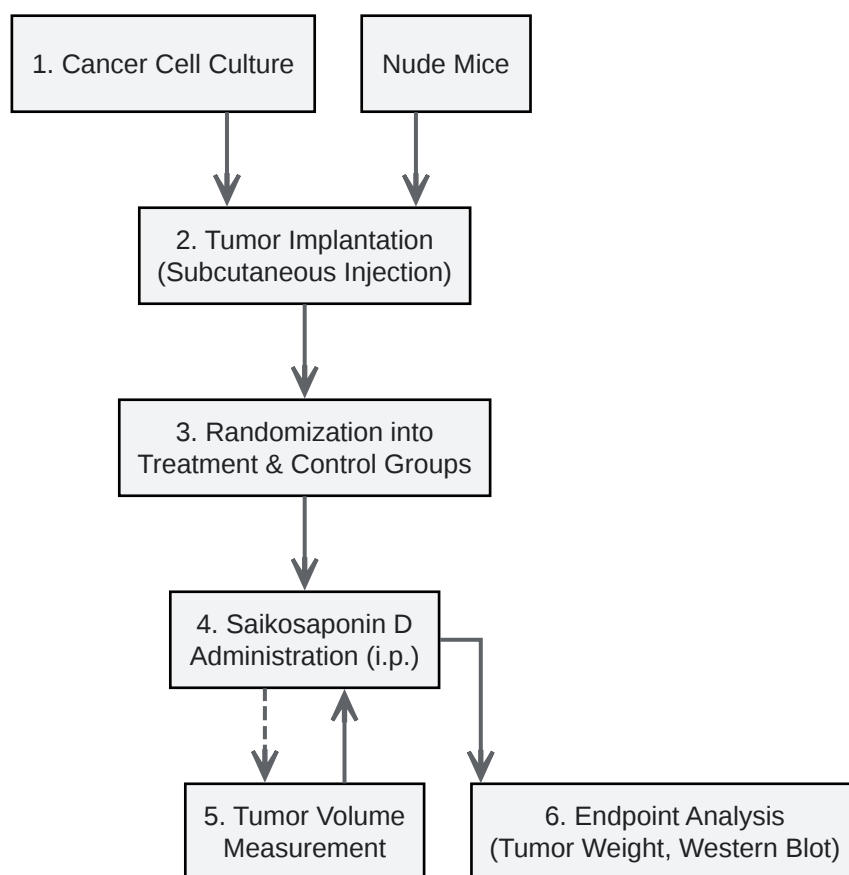 1. Cancer Cell Culture
Nude Mice
2. Tumor Implantation
(Subcutaneous Injection)
3. Randomization into
Treatment & Control Groups
4. Saikosaponin D
Administration (i.p.)
5. Tumor Volume
Measurement
6. Endpoint Analysis
(Tumor Weight, Western Blot)